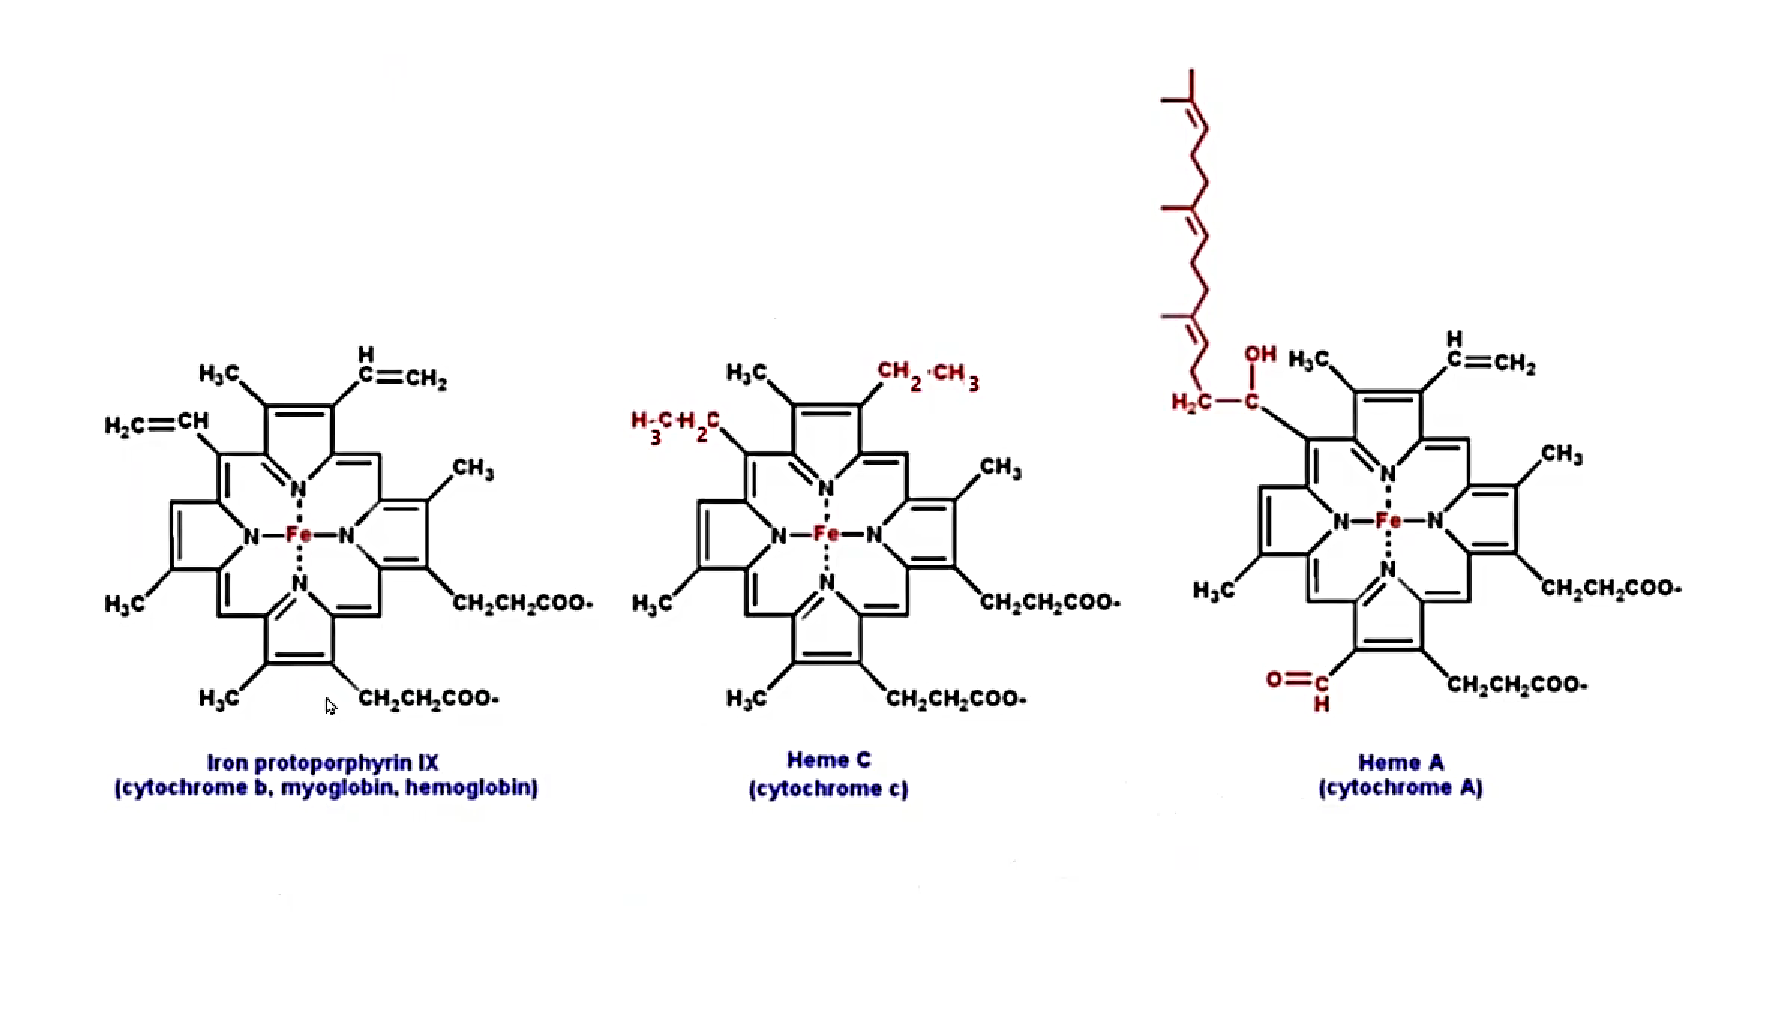 H
C=CH2
H3C
H2C=CH
CH3
N
N
Fe
N
N
H3C
CH2CH2COO-
H3C
CH2CH2COO-
Iron protoporphyrin IX
(cytochrome b, myoglobin, hemoglobin)
H3C
CH2·CH3
H-C-H2C
3
CH3
N
N
Fe
N
N
H3C
CH2CH2COO-
H3C
CH2CH2COO-
Heme C
(cytochrome c)
OH
H3C
H
C=CH2
H2C
C
CH3
N
N
Fe
N
N
H3C
CH2CH2COO-
O=C
H
CH2CH2COO-
Heme A
(cytochrome A)